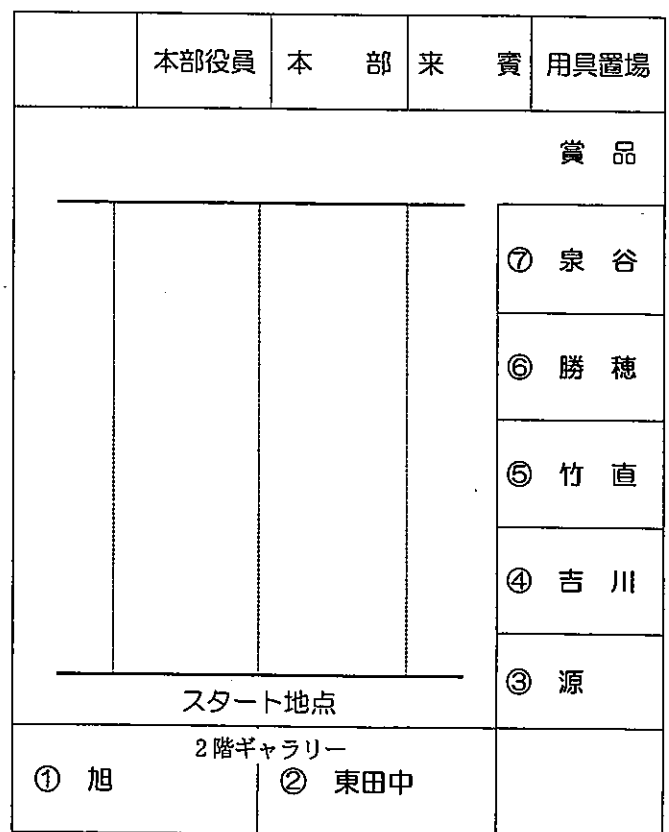 本部役員 本部 来賓 用具置場
賞品
⑦ 泉谷
⑥ 勝穂
⑤ 竹直
④ 吉川
③ 源
スタート地点
2階ギャラリー
① 旭 ② 東田中